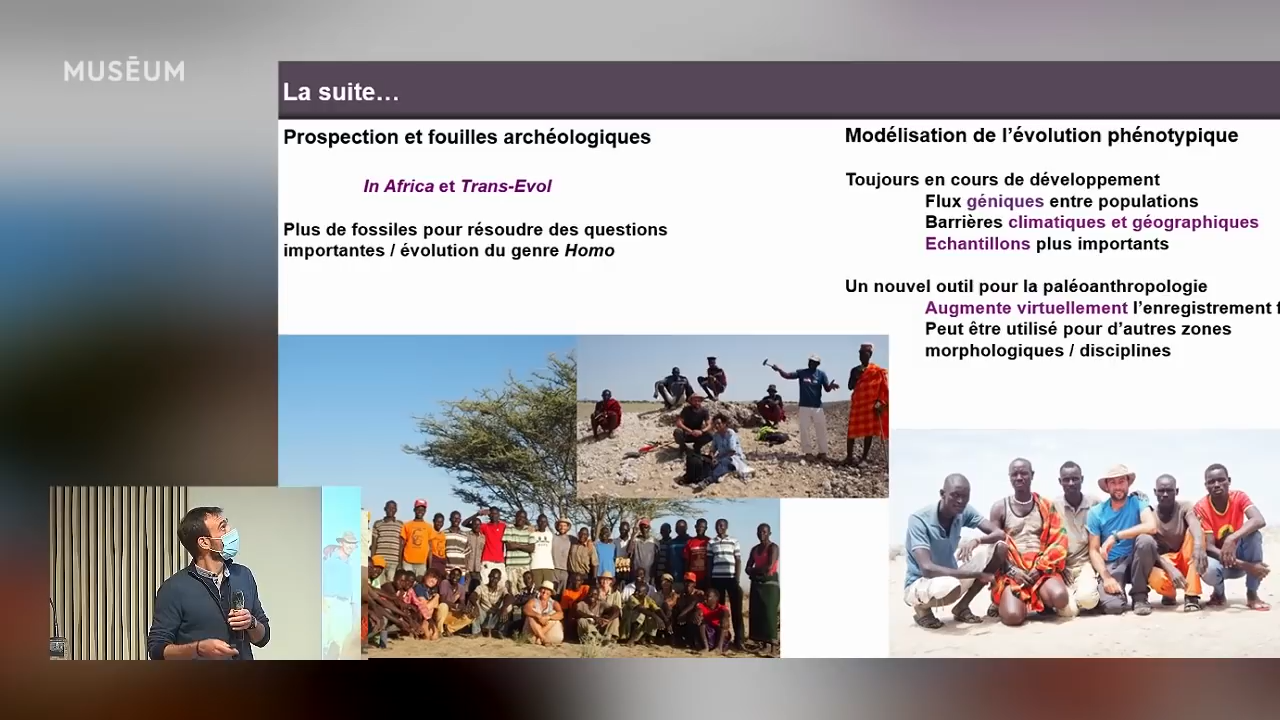 MUSĒUM
La suite…
Prospection et fouilles archéologiques
In Africa et Trans-Evol
Plus de fossiles pour résoudre des questions
importantes / évolution du genre Homo
Modélisation de l'évolution phénotypique
Toujours en cours de développement
Flux géniques entre populations
Barrières climatiques et géographiques
Echantillons plus importants
Un nouvel outil pour la paléoanthropologie
Augmente virtuellement l'enregistrement f
Peut être utilisé pour d'autres zones
morphologiques / disciplines